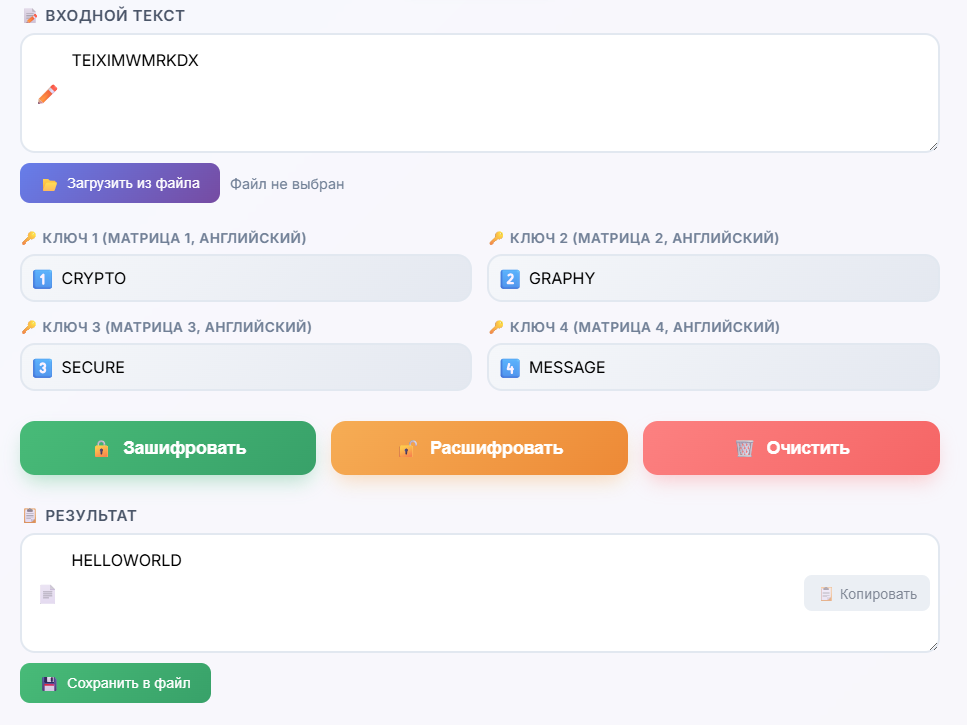 ВХОДНОЙ ТЕКСТ
TEIXIMWMRKDX
Загрузить из файла Файл не выбран
КЛЮЧ 1 (МАТРИЦА 1, АНГЛИЙСКИЙ) КЛЮЧ 2 (МАТРИЦА 2, АНГЛИЙСКИЙ)
1 CRYPTO 2 GRAPHY
КЛЮЧ 3 (МАТРИЦА 3, АНГЛИЙСКИЙ) КЛЮЧ 4 (МАТРИЦА 4, АНГЛИЙСКИЙ)
3 SECURE 4 MESSAGE
Зашифровать Расшифровать Очистить
РЕЗУЛЬТАТ
HELLOWORLD
Копировать
Сохранить в файл